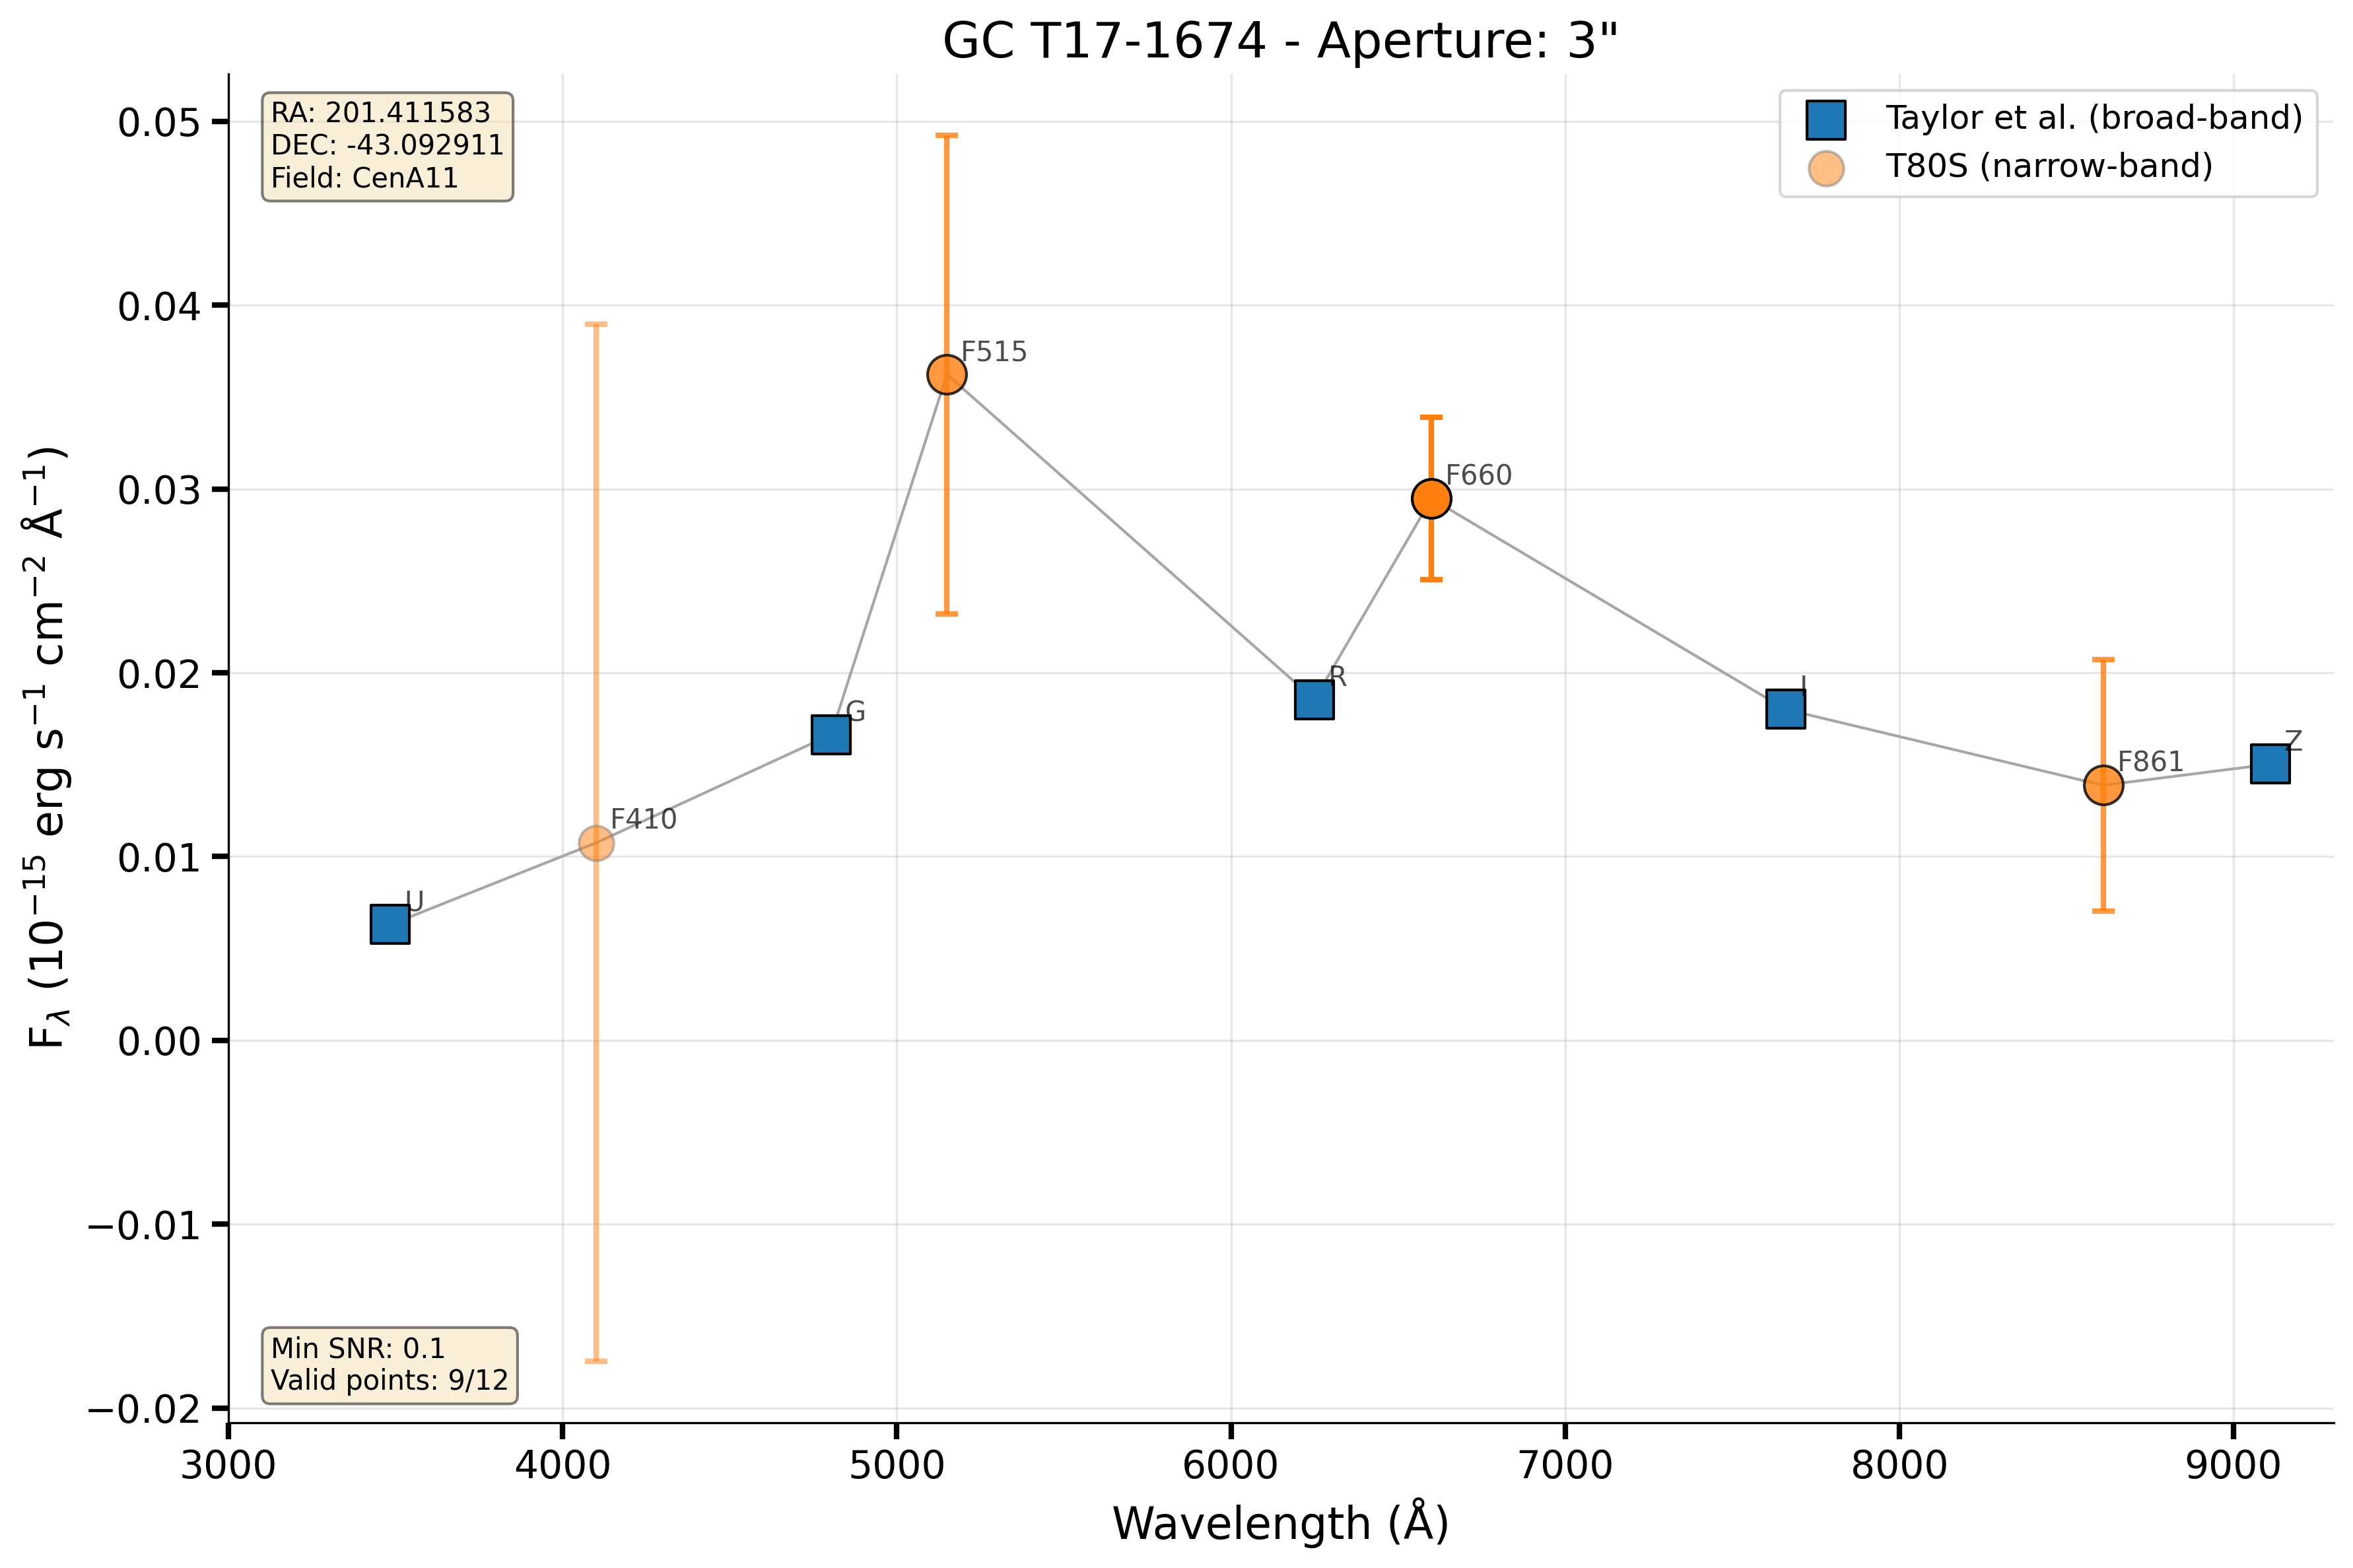 GC T17-1674 - Aperture: 3"
RA: 201.411583
DEC: -43.092911
Field: CenA11
Taylor et al. (broad-band)
T80S (narrow-band)
0.05
0.04
0.03
0.02
0.01
0.00
−0.01
−0.02
F$_\lambda$ (10$^{-15}$ erg s$^{-1}$ cm$^{-2}$ Å$^{-1}$)
U
F410
G
F515
R
F660
I
F861
Z
Min SNR: 0.1
Valid points: 9/12
3000 4000 5000 6000 7000 8000 9000
Wavelength (Å)